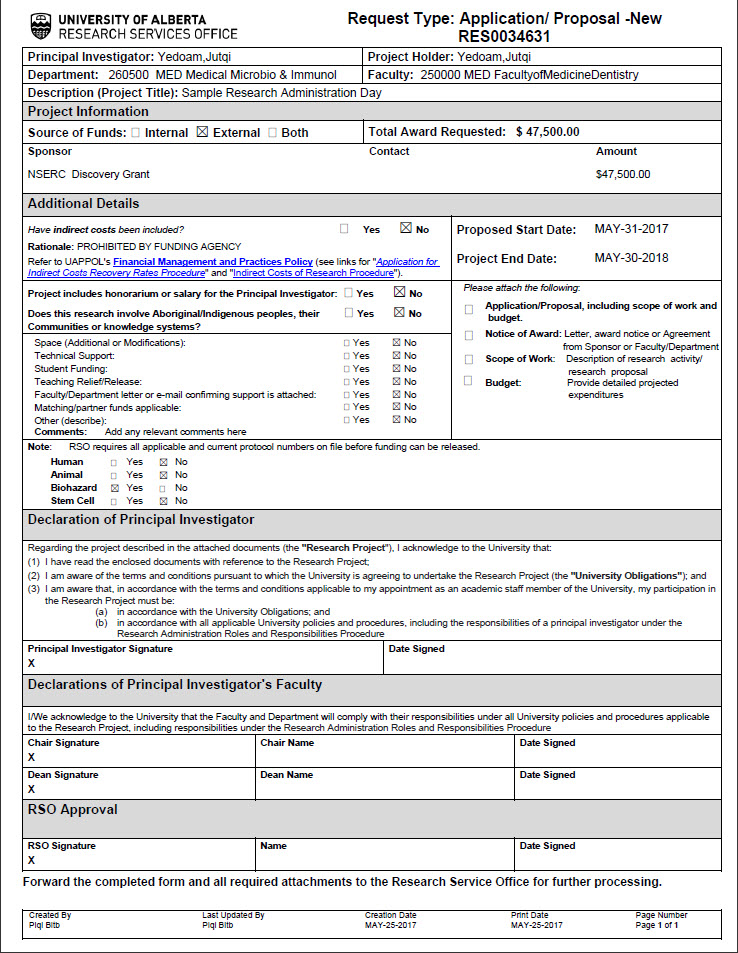 UNIVERSITY OF ALBERTA
RESEARCH SERVICES OFFICE
Request Type: Application/ Proposal -New
RES0034631
Principal Investigator: Yedoam,Jutqi Project Holder: Yedoam,Jutqi
Department: 260500 MED Medical Microbio & Immunol Faculty: 250000 MED FacultyofMedicineDentistry
Description (Project Title): Sample Research Administration Day
Project Information
Source of Funds: ☐ Internal ☒ External ☐ Both Total Award Requested: $ 47,500.00
Sponsor Contact Amount
NSERC Discovery Grant $47,500.00
Additional Details
Have indirect costs been included? ☐ Yes ☒ No
Rationale: PROHIBITED BY FUNDING AGENCY
Refer to UAPPOL's Financial Management and Practices Policy (see links for "Application for
Indirect Costs Recovery Rates Procedure" and "Indirect Costs of Research Procedure").
Proposed Start Date: MAY-31-2017
Project End Date: MAY-30-2018
Project includes honorarium or salary for the Principal Investigator: ☐ Yes ☒ No
Does this research involve Aboriginal/Indigenous peoples, their ☐ Yes ☒ No
Communities or knowledge systems?
Space (Additional or Modifications): ☐ Yes ☒ No
Technical Support: ☐ Yes ☒ No
Student Funding: ☐ Yes ☒ No
Teaching Relief/Release: ☐ Yes ☒ No
Faculty/Department letter or e-mail confirming support is attached: ☐ Yes ☒ No
Matching/partner funds applicable: ☐ Yes ☒ No
Other (describe): ☐ Yes ☒ No
Comments: Add any relevant comments here
Please attach the following:
☐ Application/Proposal, including scope of work and
budget.
☐ Notice of Award: Letter, award notice or Agreement
from Sponsor or Faculty/Department
☐ Scope of Work: Description of research activity/
research proposal
☐ Budget: Provide detailed projected
expenditures
Note: RSO requires all applicable and current protocol numbers on file before funding can be released.
Human ☐ Yes ☒ No
Animal ☐ Yes ☒ No
Biohazard ☒ Yes ☐ No
Stem Cell ☐ Yes ☒ No
Declaration of Principal Investigator
Regarding the project described in the attached documents (the "Research Project"), I acknowledge to the University that:
(1) I have read the enclosed documents with reference to the Research Project;
(2) I am aware of the terms and conditions pursuant to which the University is agreeing to undertake the Research Project (the "University Obligations"); and
(3) I am aware that, in accordance with the terms and conditions applicable to my appointment as an academic staff member of the University, my participation in
the Research Project must be:
(a) in accordance with the University Obligations; and
(b) in accordance with all applicable University policies and procedures, including the responsibilities of a principal investigator under the
Research Administration Roles and Responsibilities Procedure
Principal Investigator Signature Date Signed
X
Declarations of Principal Investigator's Faculty
I/We acknowledge to the University that the Faculty and Department will comply with their responsibilities under all University policies and procedures applicable
to the Research Project, including responsibilities under the Research Administration Roles and Responsibilities Procedure
Chair Signature Chair Name Date Signed
X
Dean Signature Dean Name Date Signed
X
RSO Approval
RSO Signature Name Date Signed
X
Forward the completed form and all required attachments to the Research Service Office for further processing.
Created By Last Updated By Creation Date Print Date Page Number
Piqi Bitb Piqi Bitb MAY-25-2017 MAY-25-2017 Page 1 of 1